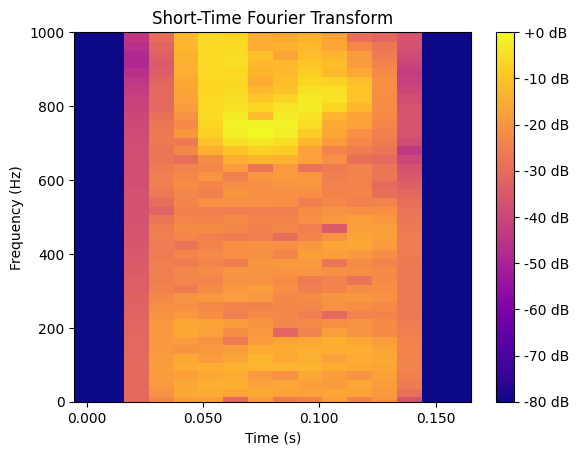 Short-Time Fourier Transform
1000
800
600
400
200
0
Frequency (Hz)
0.000
0.050
0.100
0.150
Time (s)
+0 dB
-10 dB
-20 dB
-30 dB
-40 dB
-50 dB
-60 dB
-70 dB
-80 dB